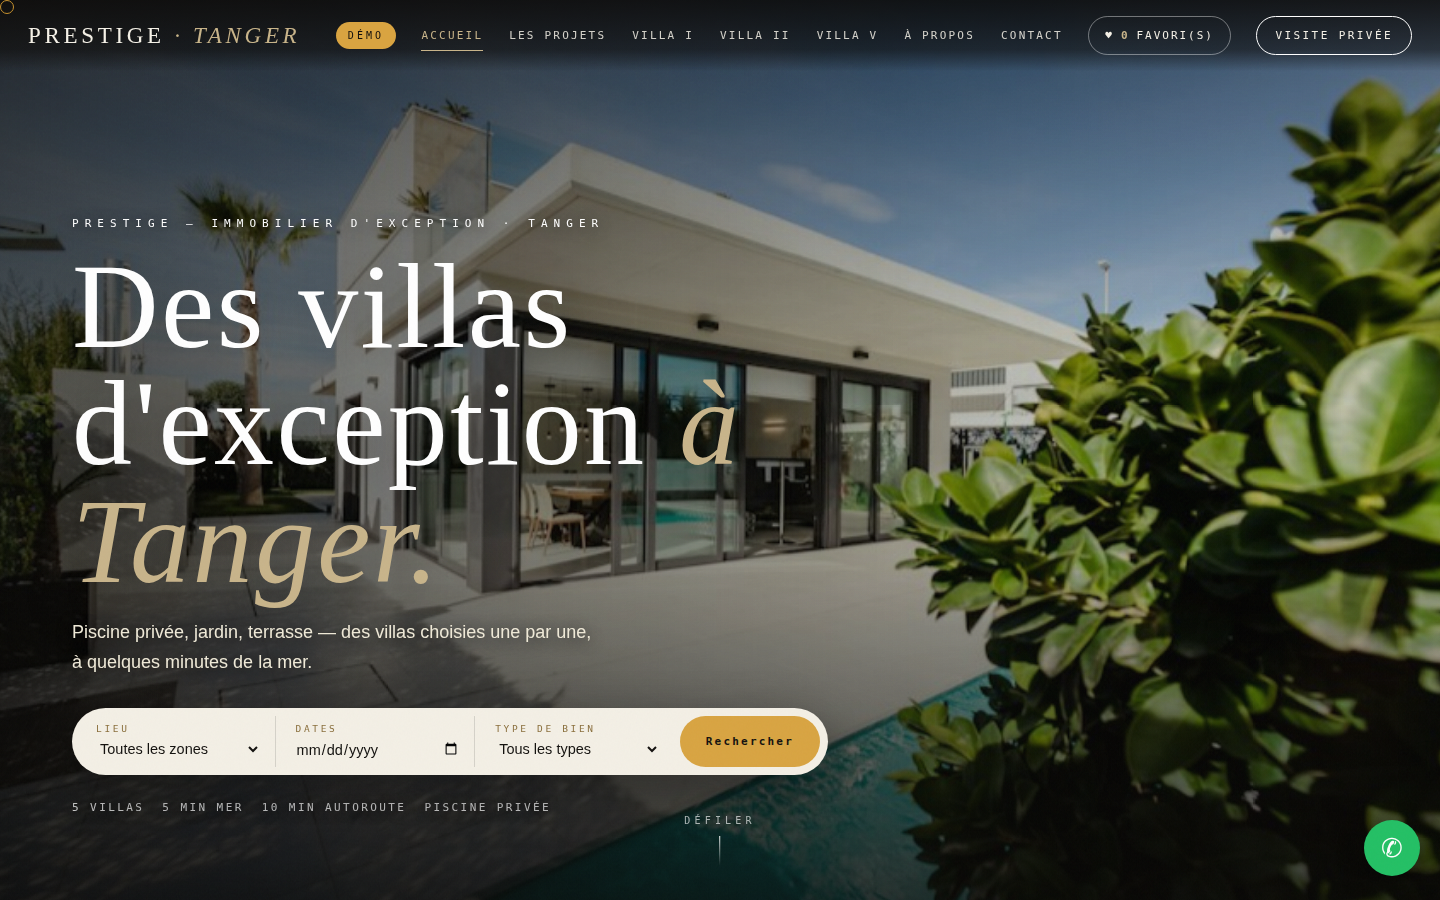 PRESTIGE · TANGER
DÉMO
ACCUEIL
LES PROJETS
VILLA I
VILLA II
VILLA V
À PROPOS
CONTACT
♥ 0 FAVORI(S)
VISITE PRIVÉE
PRESTIGE — IMMOBILIER D'EXCEPTION · TANGER
Des villas
d'exception à
Tanger.
Piscine privée, jardin, terrasse — des villas choisies une par une,
à quelques minutes de la mer.
LIEU
Toutes les zones
DATES
mm/dd/yyyy
TYPE DE BIEN
Tous les types
Rechercher
5 VILLAS 5 MIN MER 10 MIN AUTOROUTE PISCINE PRIVÉE
DÉFILER